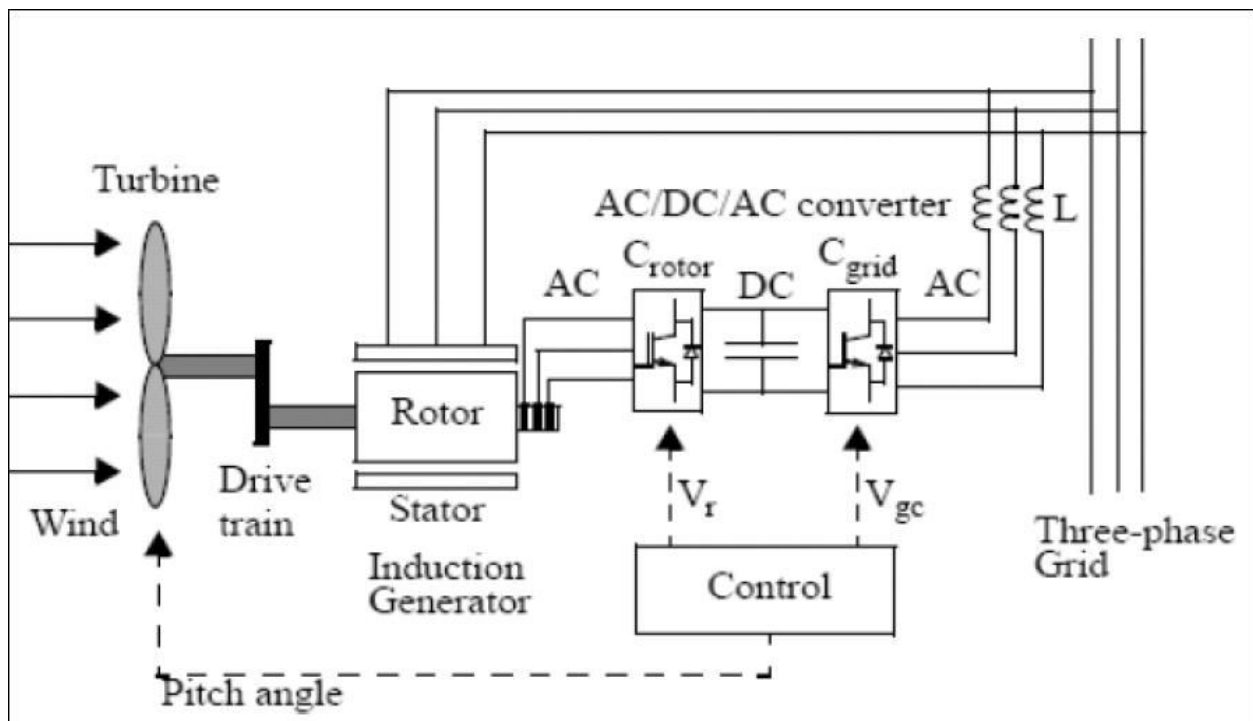 Turbine
AC/DC/AC converter
L
C_rotor
C_grid
AC
DC
AC
Rotor
Drive
train
Wind
Stator
V_r
V_gc
Induction
Generator
Control
Three-phase
Grid
Pitch angle